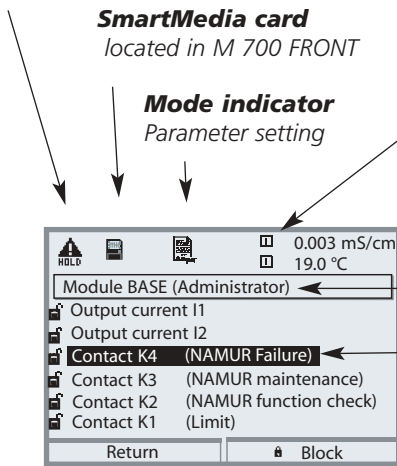 SmartMedia card
located in M 700 FRONT
Mode indicator
Parameter setting
HOLD
0.003 mS/cm
19.0 °C
Module BASE (Administrator)
Output current I1
Output current I2
Contact K4 (NAMUR Failure)
Contact K3 (NAMUR maintenance)
Contact K2 (NAMUR function check)
Contact K1 (Limit)
Return
Block